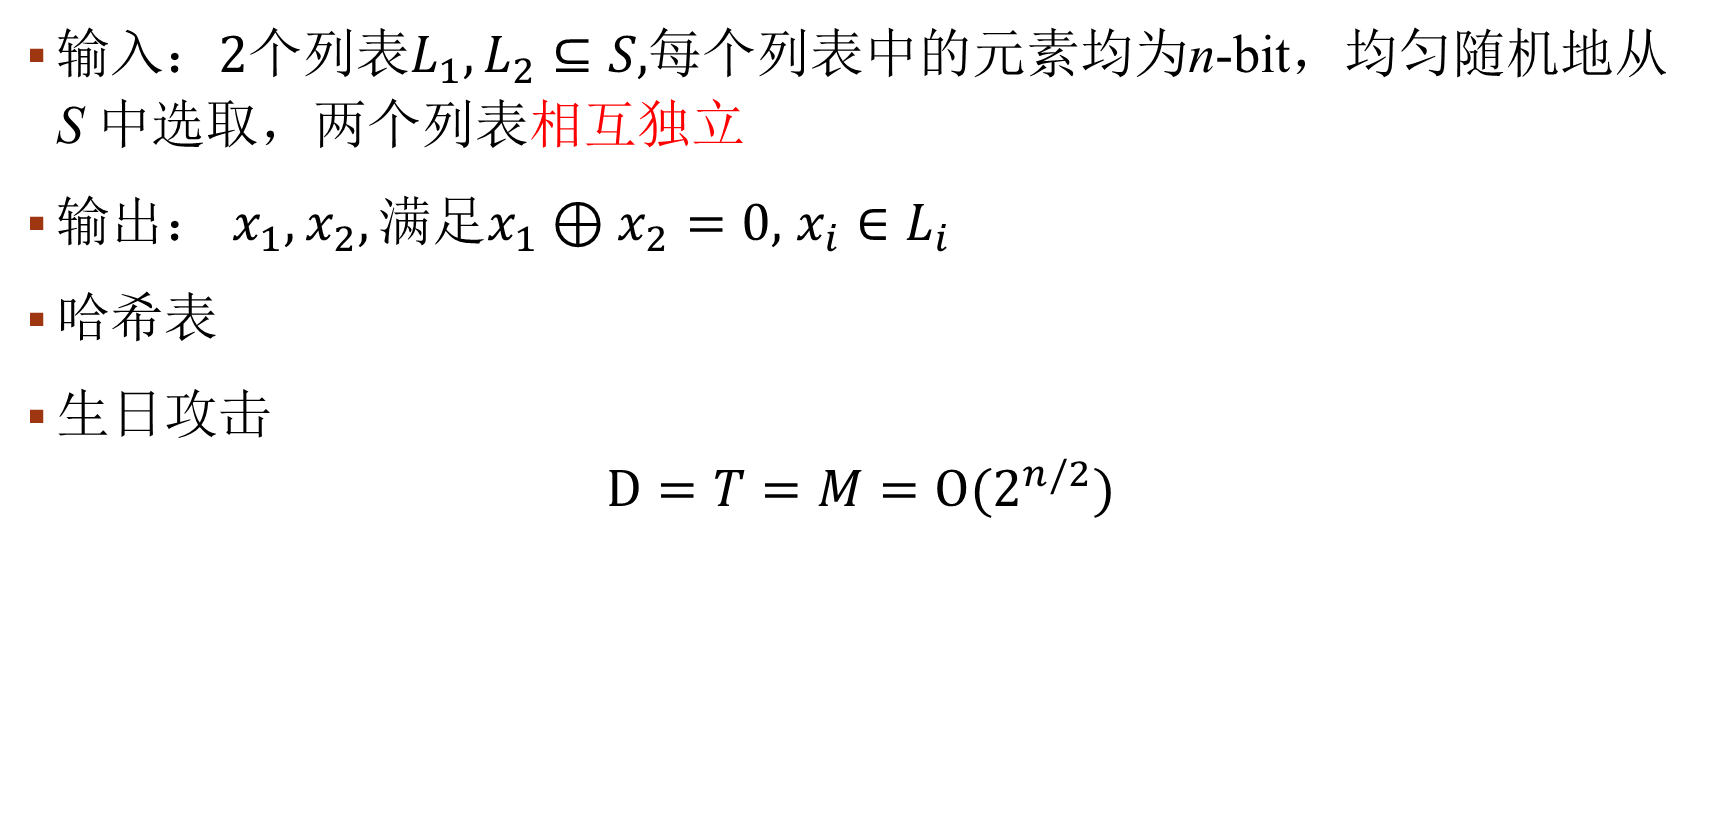 ▪ 输入：2个列表L₁, L₂ ⊆ S,每个列表中的元素均为n-bit，均匀随机地从
S 中选取，两个列表相互独立
▪ 输出： x₁, x₂, 满足x₁ ⊕ x₂ = 0, xᵢ ∈ Lᵢ
▪ 哈希表
▪ 生日攻击
D = T = M = O(2^{n/2})